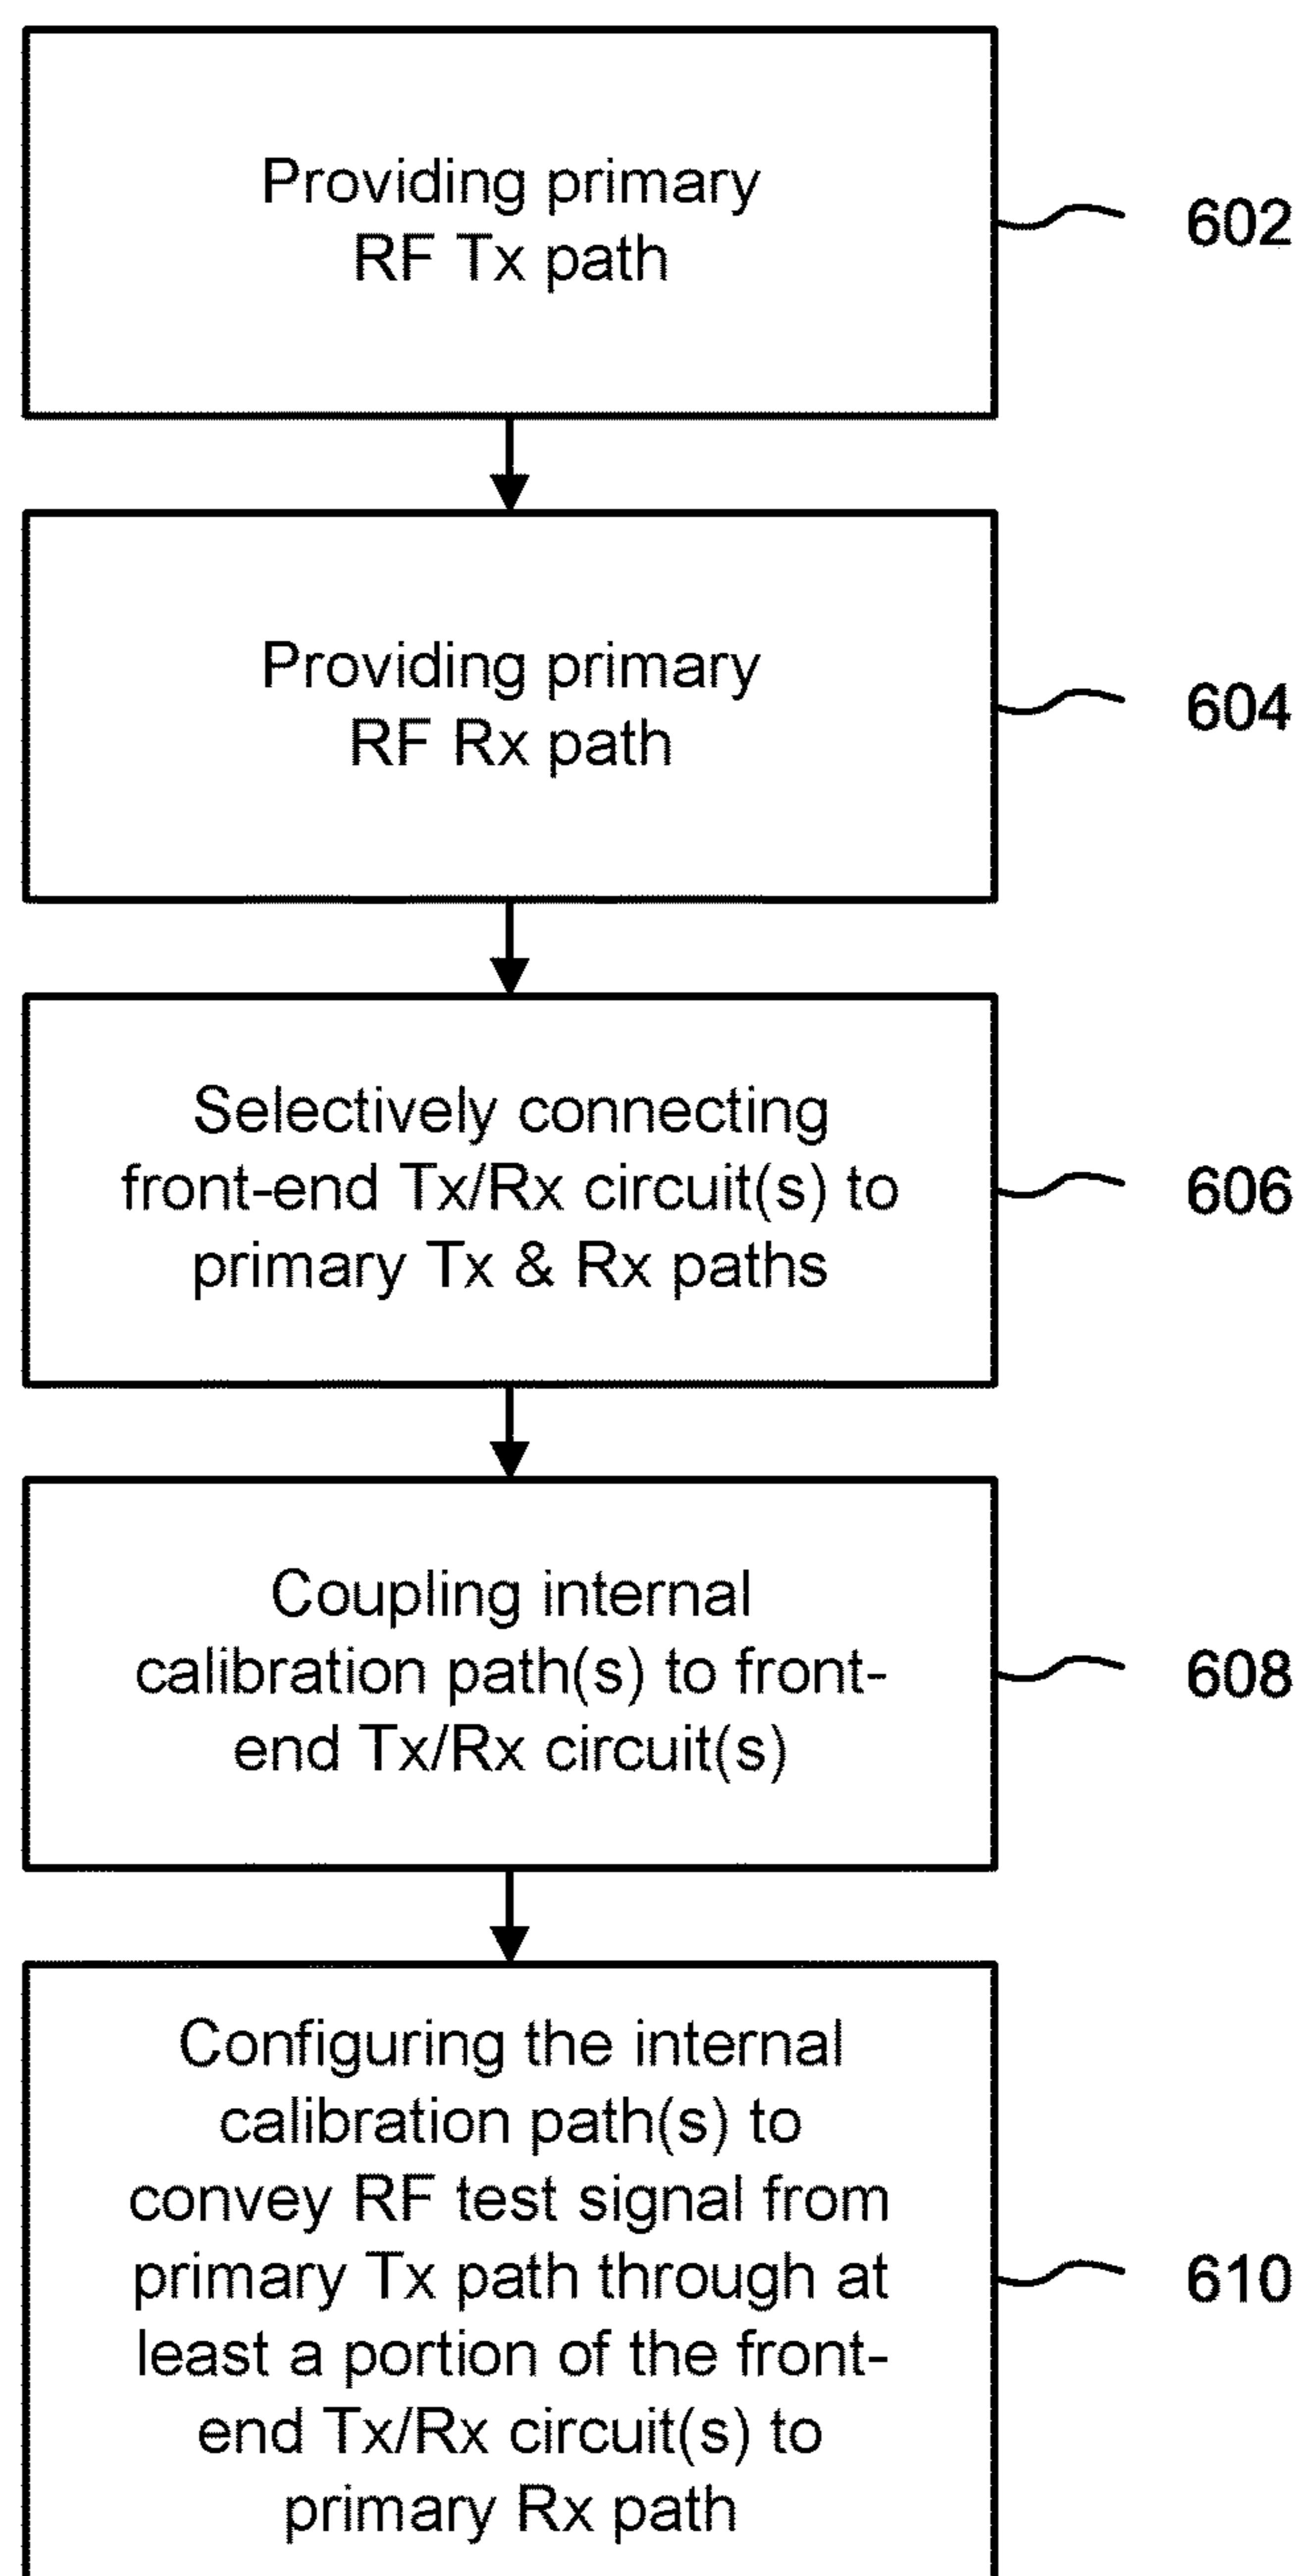 Providing primary
RF Tx path
602
Providing primary
RF Rx path
604
Selectively connecting
front-end Tx/Rx circuit(s) to
primary Tx & Rx paths
606
Coupling internal
calibration path(s) to front-
end Tx/Rx circuit(s)
608
Configuring the internal
calibration path(s) to
convey RF test signal from
primary Tx path through at
least a portion of the front-
end Tx/Rx circuit(s) to
primary Rx path
610